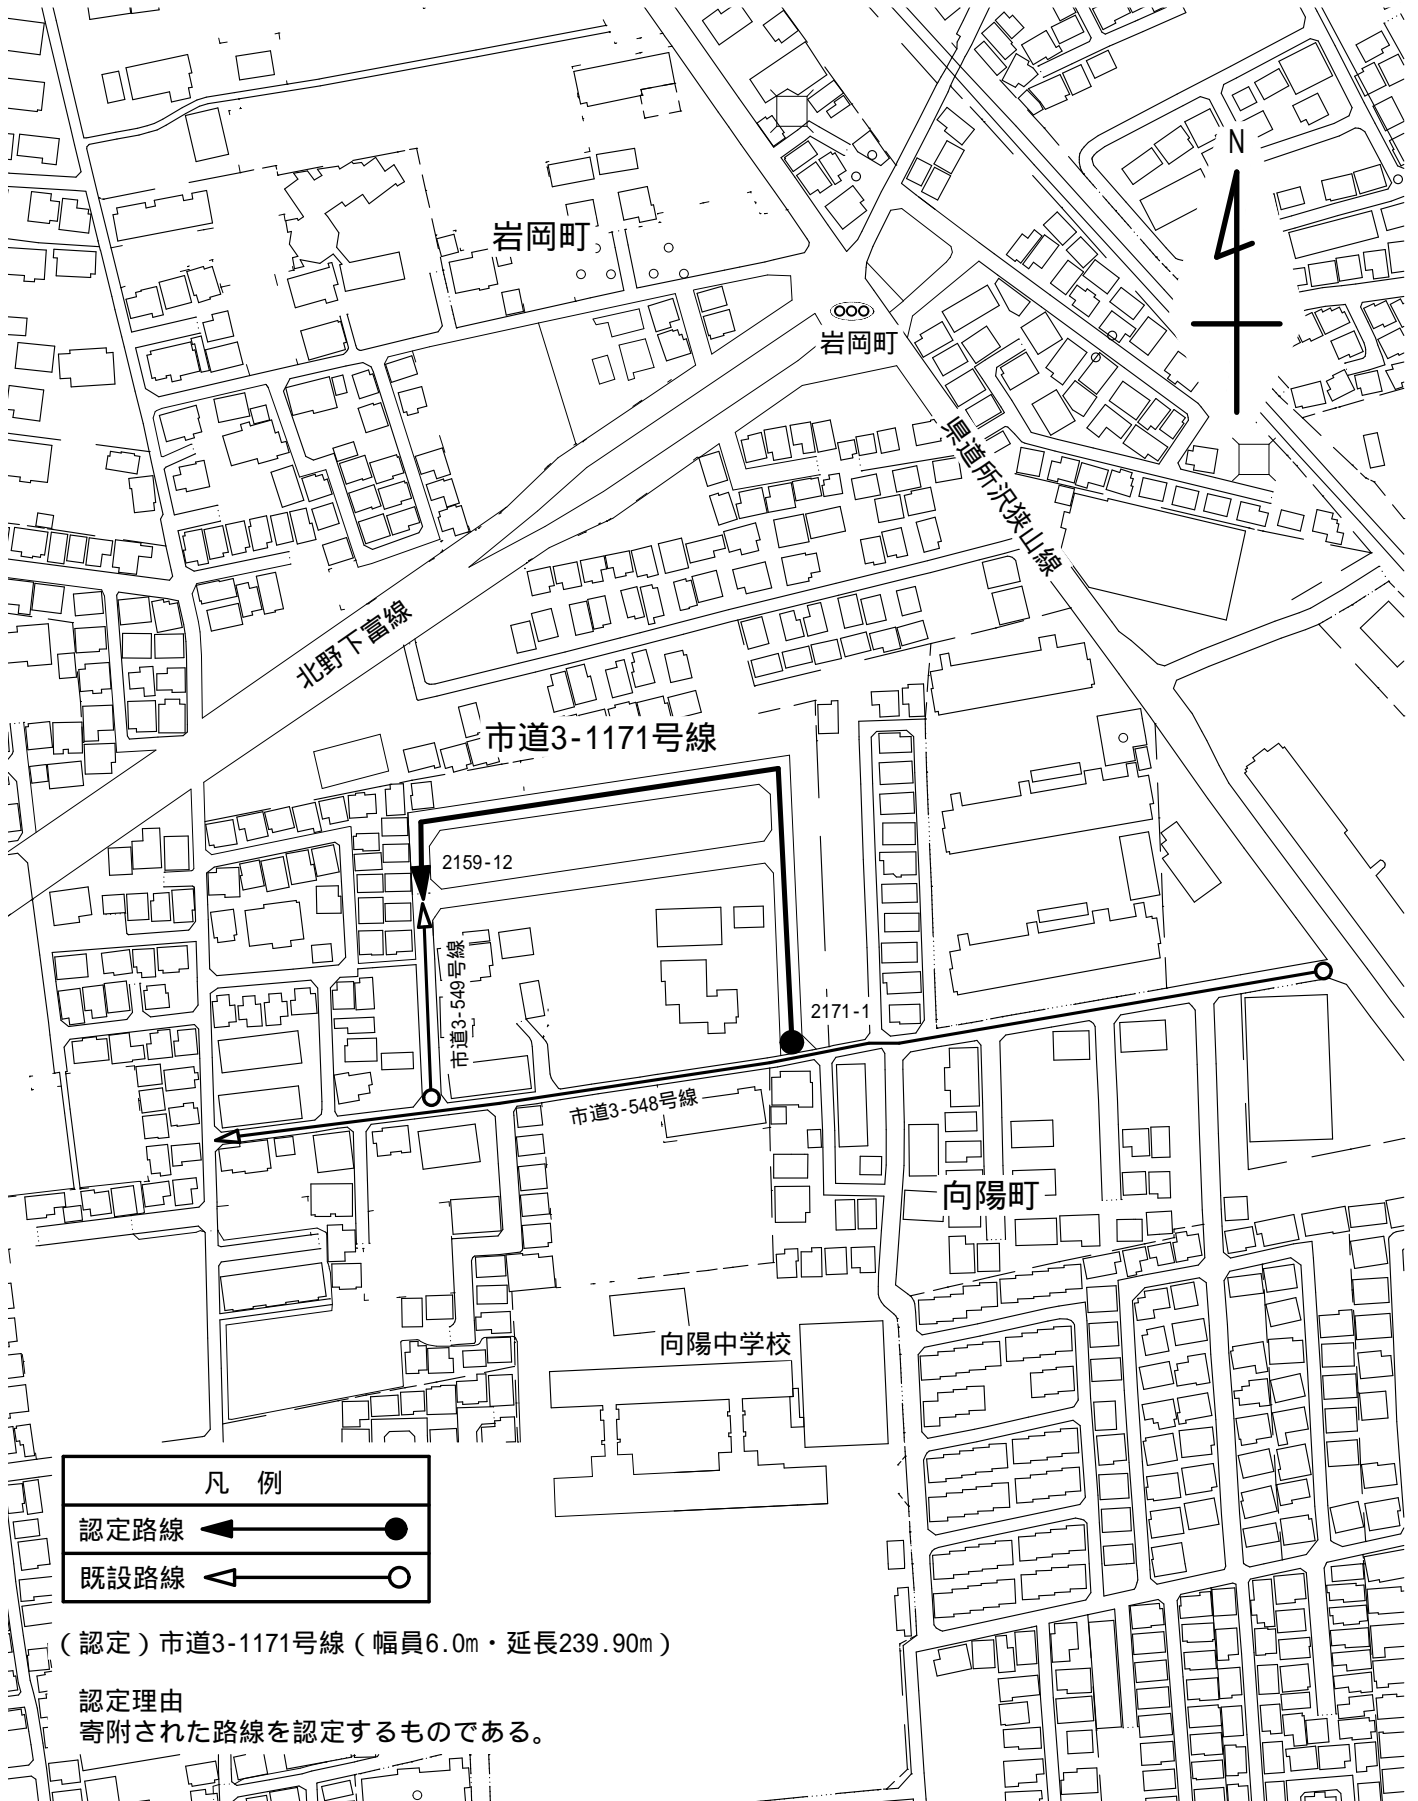 N
岩岡町
岩岡町
県道所沢狭山線
北野下富線
市道3-1171号線
2159-12
市道3-549号線
2171-1
市道3-548号線
向陽町
向陽中学校
凡 例
認定路線
既設路線
（認定）市道3-1171号線（幅員6.0m・延長239.90m）
認定理由
寄附された路線を認定するものである。